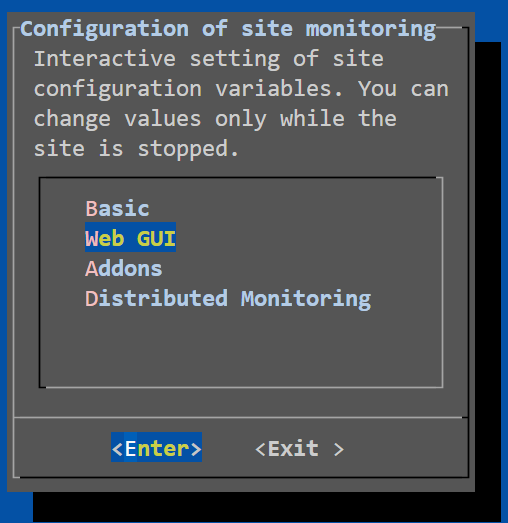 Configuration of site monitoring
Interactive setting of site
configuration variables. You can
change values only while the
site is stopped.
Basic
Web GUI
Addons
Distributed Monitoring
<Enter> <Exit >